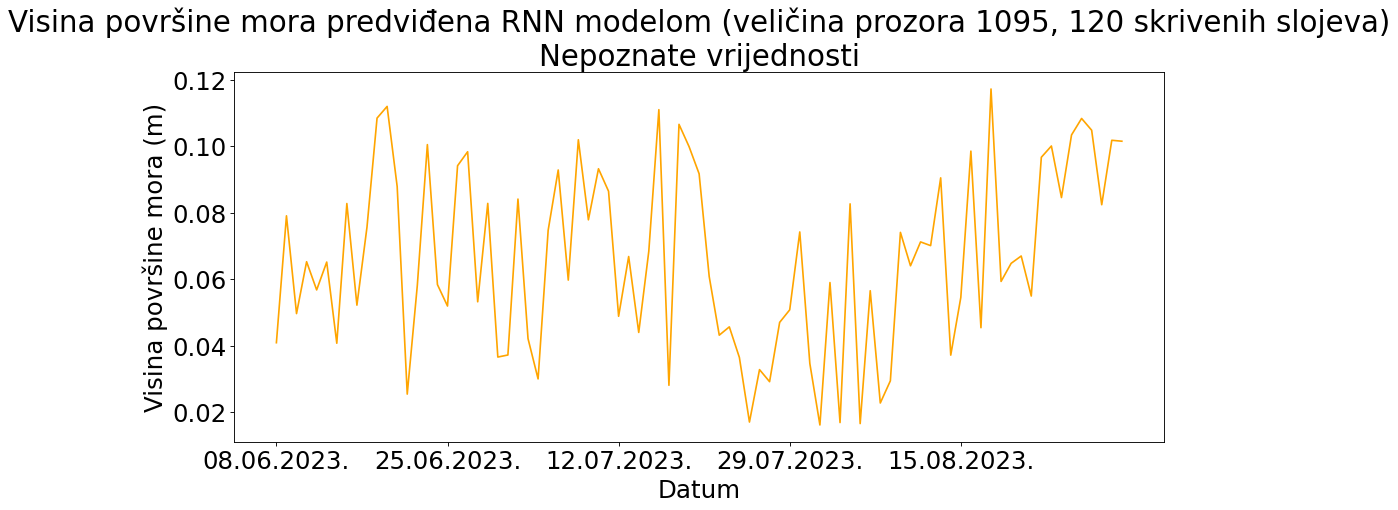 Visina površine mora predviđena RNN modelom (veličina prozora 1095, 120 skrivenih slojeva)
Nepoznate vrijednosti
Visina površine mora (m)
0.12
0.10
0.08
0.06
0.04
0.02
08.06.2023. 25.06.2023. 12.07.2023. 29.07.2023. 15.08.2023.
Datum